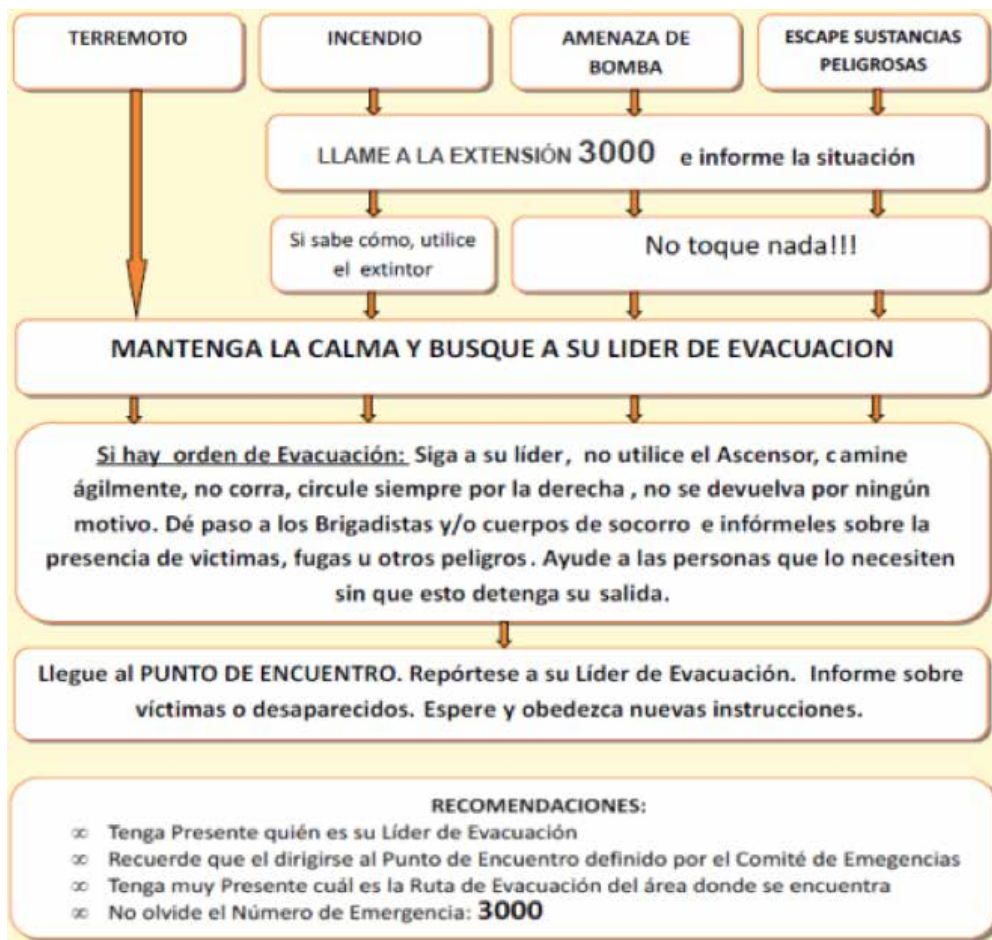 TERREMOTO
INCENDIO
AMENAZA DE
BOMBA
ESCAPE SUSTANCIAS
PELIGROSAS
LLAME A LA EXTENSIÓN 3000 e informe la situación
Si sabe cómo, utilice
el extintor
No toque nada!!!
MANTENGA LA CALMA Y BUSQUE A SU LIDER DE EVACUACION
Si hay orden de Evacuación: Siga a su líder, no utilice el Ascensor, camine
ágilmente, no corra, circule siempre por la derecha , no se devuelva por ningún
motivo. Dé paso a los Brigadistas y/o cuerpos de socorro e infórmeles sobre la
presencia de victimas, fugas u otros peligros. Ayude a las personas que lo necesiten
sin que esto detenga su salida.
Llegue al PUNTO DE ENCUENTRO. Repórtese a su Líder de Evacuación. Informe sobre
víctimas o desaparecidos. Espere y obedezca nuevas instrucciones.
RECOMENDACIONES:
∞ Tenga Presente quién es su Líder de Evacuación
∞ Recuerde que el dirigirse al Punto de Encuentro definido por el Comité de Emegencias
∞ Tenga muy Presente cuál es la Ruta de Evacuación del área donde se encuentra
∞ No olvide el Número de Emergencia: 3000